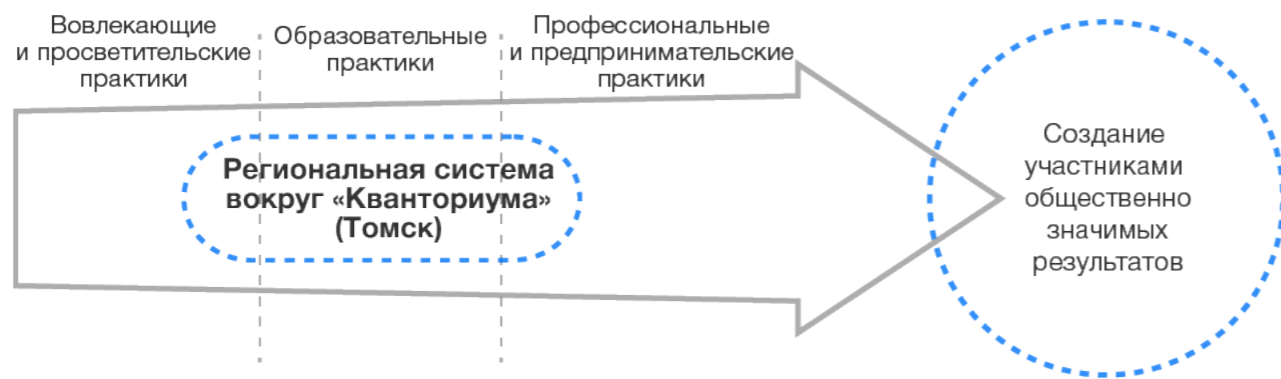 Вовлекающие
и просветительские
практики
Образовательные
практики
Профессиональные
и предпринимательские
практики
Региональная система
вокруг «Кванториума»
(Томск)
Создание
участниками
общественно
значимых
результатов